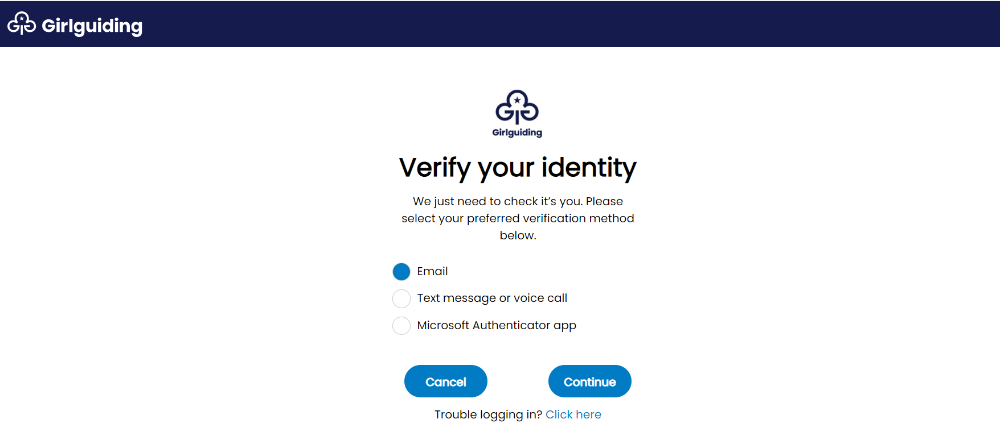 Girlguiding
Girlguiding
Verify your identity
We just need to check it’s you. Please
select your preferred verification method
below.
Email
Text message or voice call
Microsoft Authenticator app
Cancel
Continue
Trouble logging in? Click here